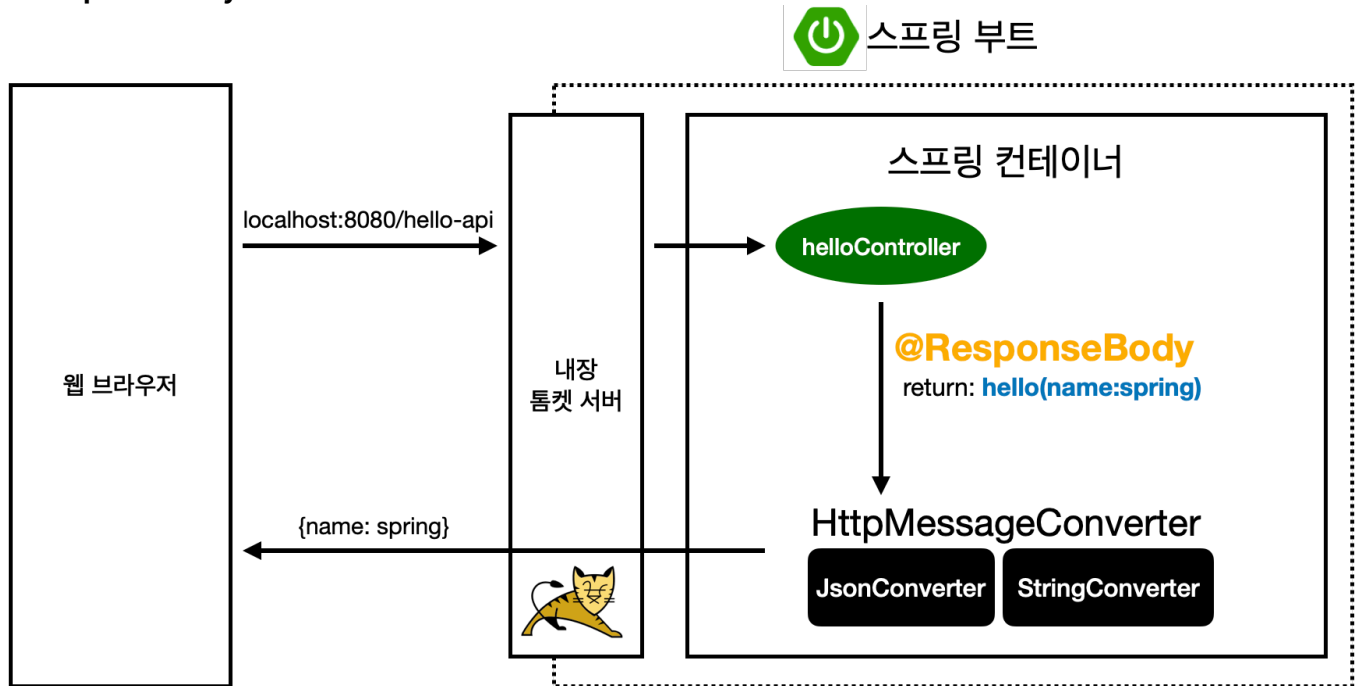 스프링 부트
스프링 컨테이너
localhost:8080/hello-api
helloController
@ResponseBody
return: hello(name:spring)
웹 브라우저
내장
톰켓 서버
{name: spring}
HttpMessageConverter
JsonConverter
StringConverter